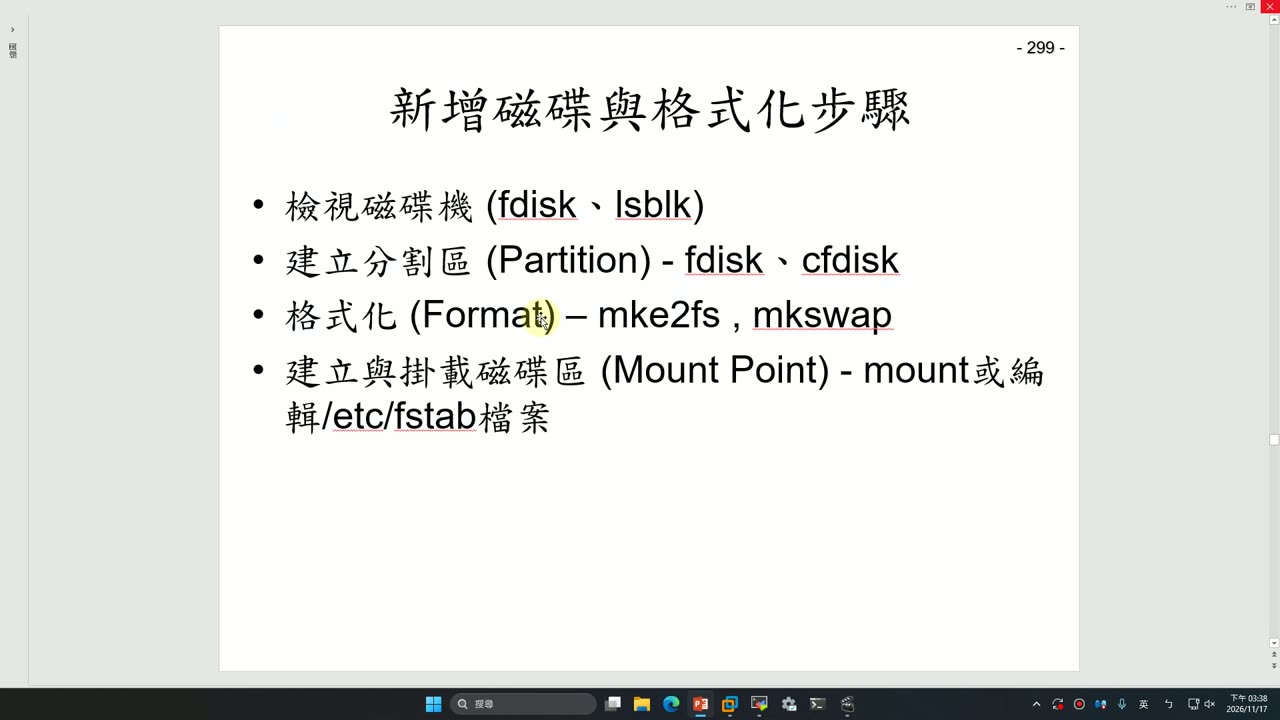 - 299 -
新增磁碟與格式化步驟
• 檢視磁碟機 (fdisk、lsblk)
• 建立分割區 (Partition) - fdisk、cfdisk
• 格式化 (Format) – mke2fs , mkswap
• 建立與掛載磁碟區 (Mount Point) - mount或編
輯/etc/fstab檔案
搜尋
英
ㄅ
下午 03:38
2026/11/17